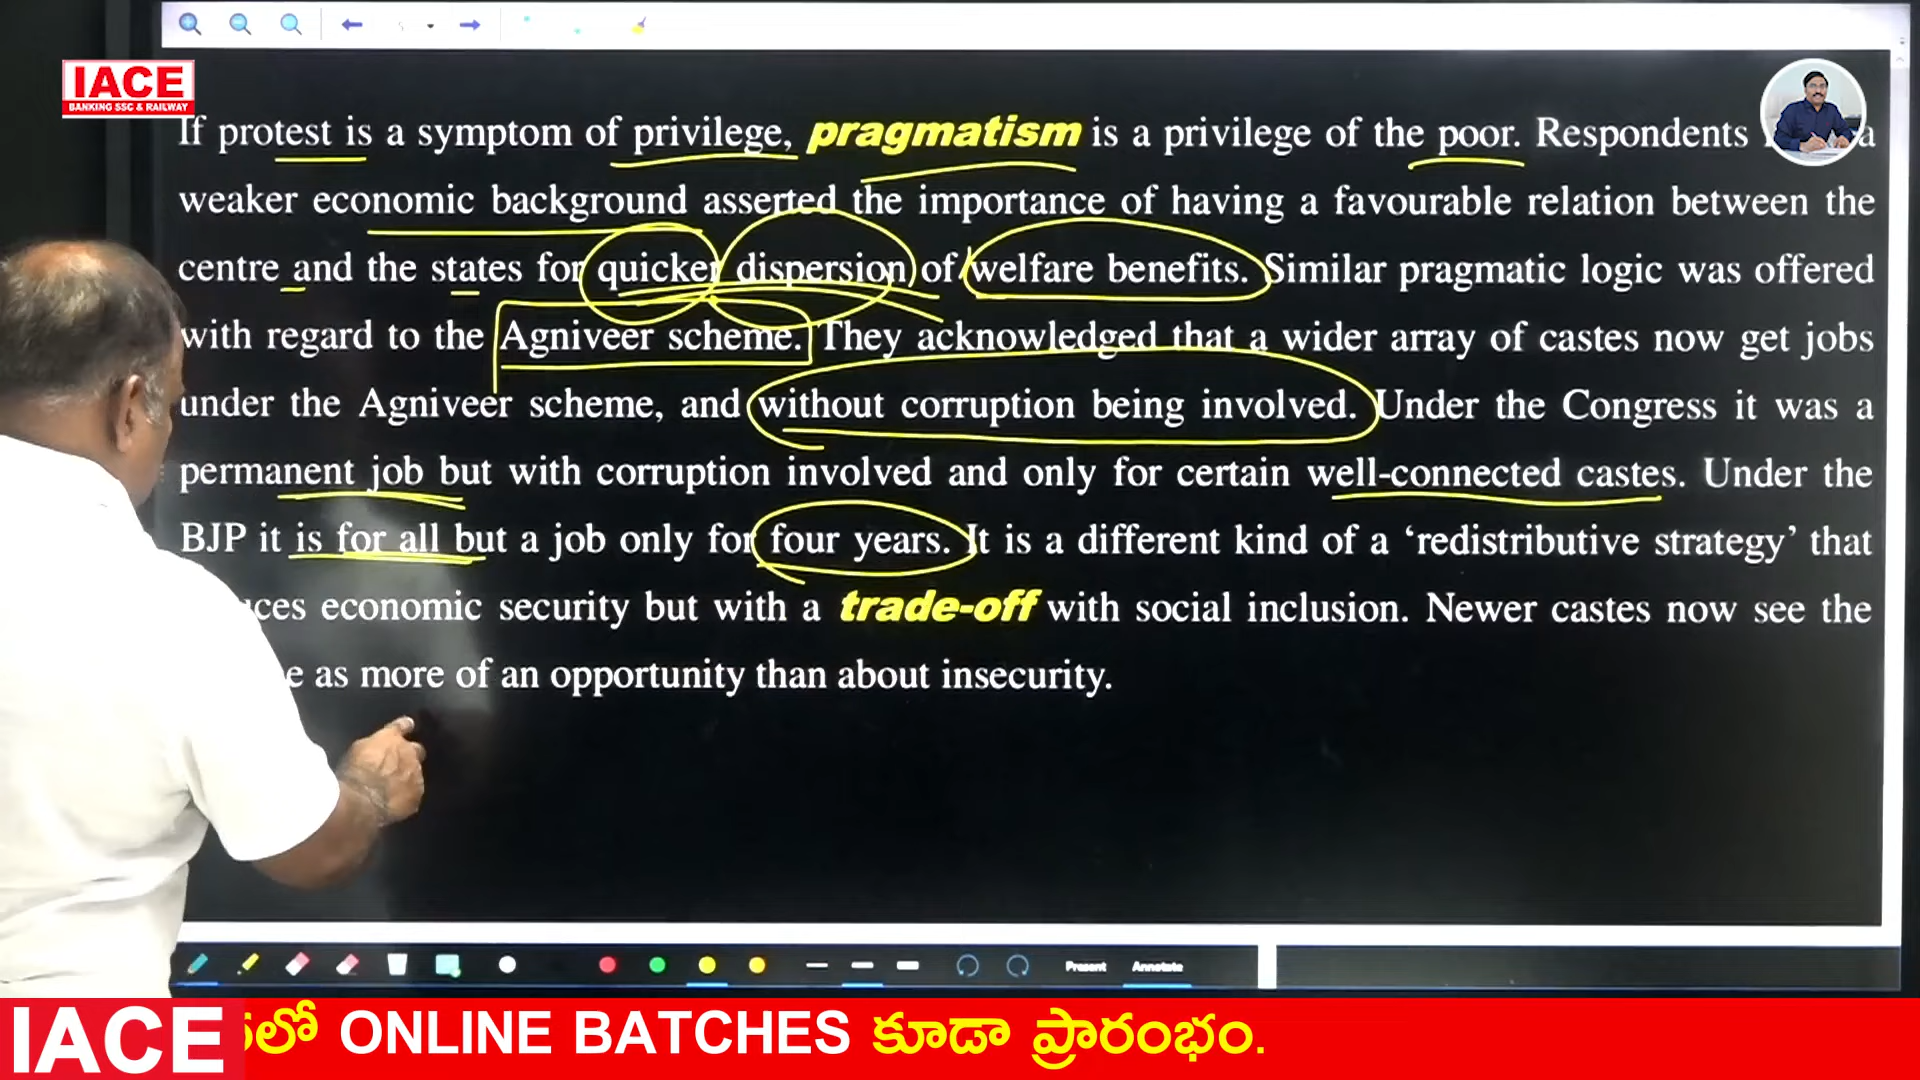 IACE
BANKING SSC & RAILWAY
If protest is a symptom of privilege, pragmatism is a privilege of the poor. Respondents a
weaker economic background asserted the importance of having a favourable relation between the
centre and the states for quicker dispersion of welfare benefits. Similar pragmatic logic was offered
with regard to the Agniveer scheme. They acknowledged that a wider array of castes now get jobs
under the Agniveer scheme, and without corruption being involved. Under the Congress it was a
permanent job but with corruption involved and only for certain well-connected castes. Under the
BJP it is for all but a job only for four years. It is a different kind of a ‘redistributive strategy’ that
economic security but with a trade-off with social inclusion. Newer castes now see the
as more of an opportunity than about insecurity.
Present Annotate
IACE ONLINE BATCHES కూడా ప్రారంభం.